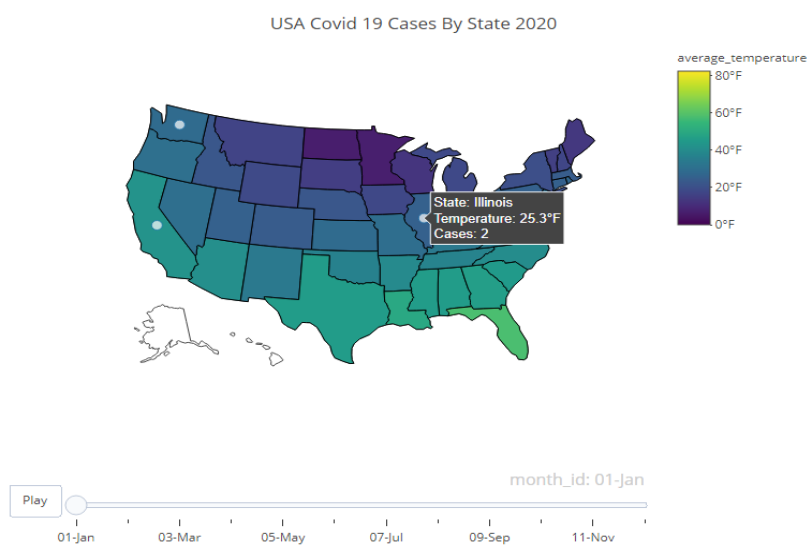 USA Covid 19 Cases By State 2020
average_temperature
80°F
60°F
40°F
20°F
0°F
State: Illinois
Temperature: 25.3°F
Cases: 2
month_id: 01-Jan
Play
01-Jan
03-Mar
05-May
07-Jul
09-Sep
11-Nov